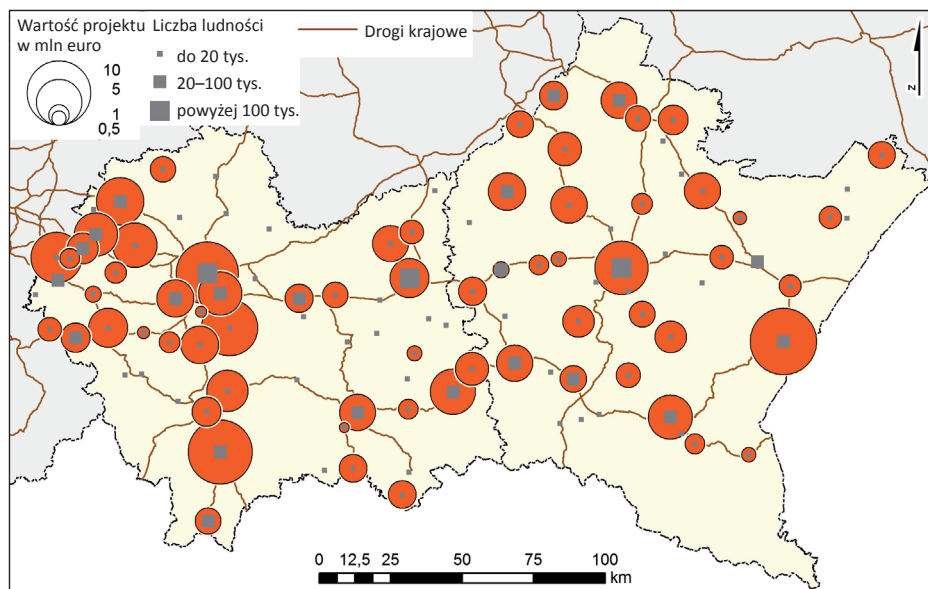 Wartość projektu
w mln euro
10
5
1
0,5
Liczba ludności
do 20 tys.
20–100 tys.
powyżej 100 tys.
Drogi krajowe
N
0 12,5 25 50 75 100
km